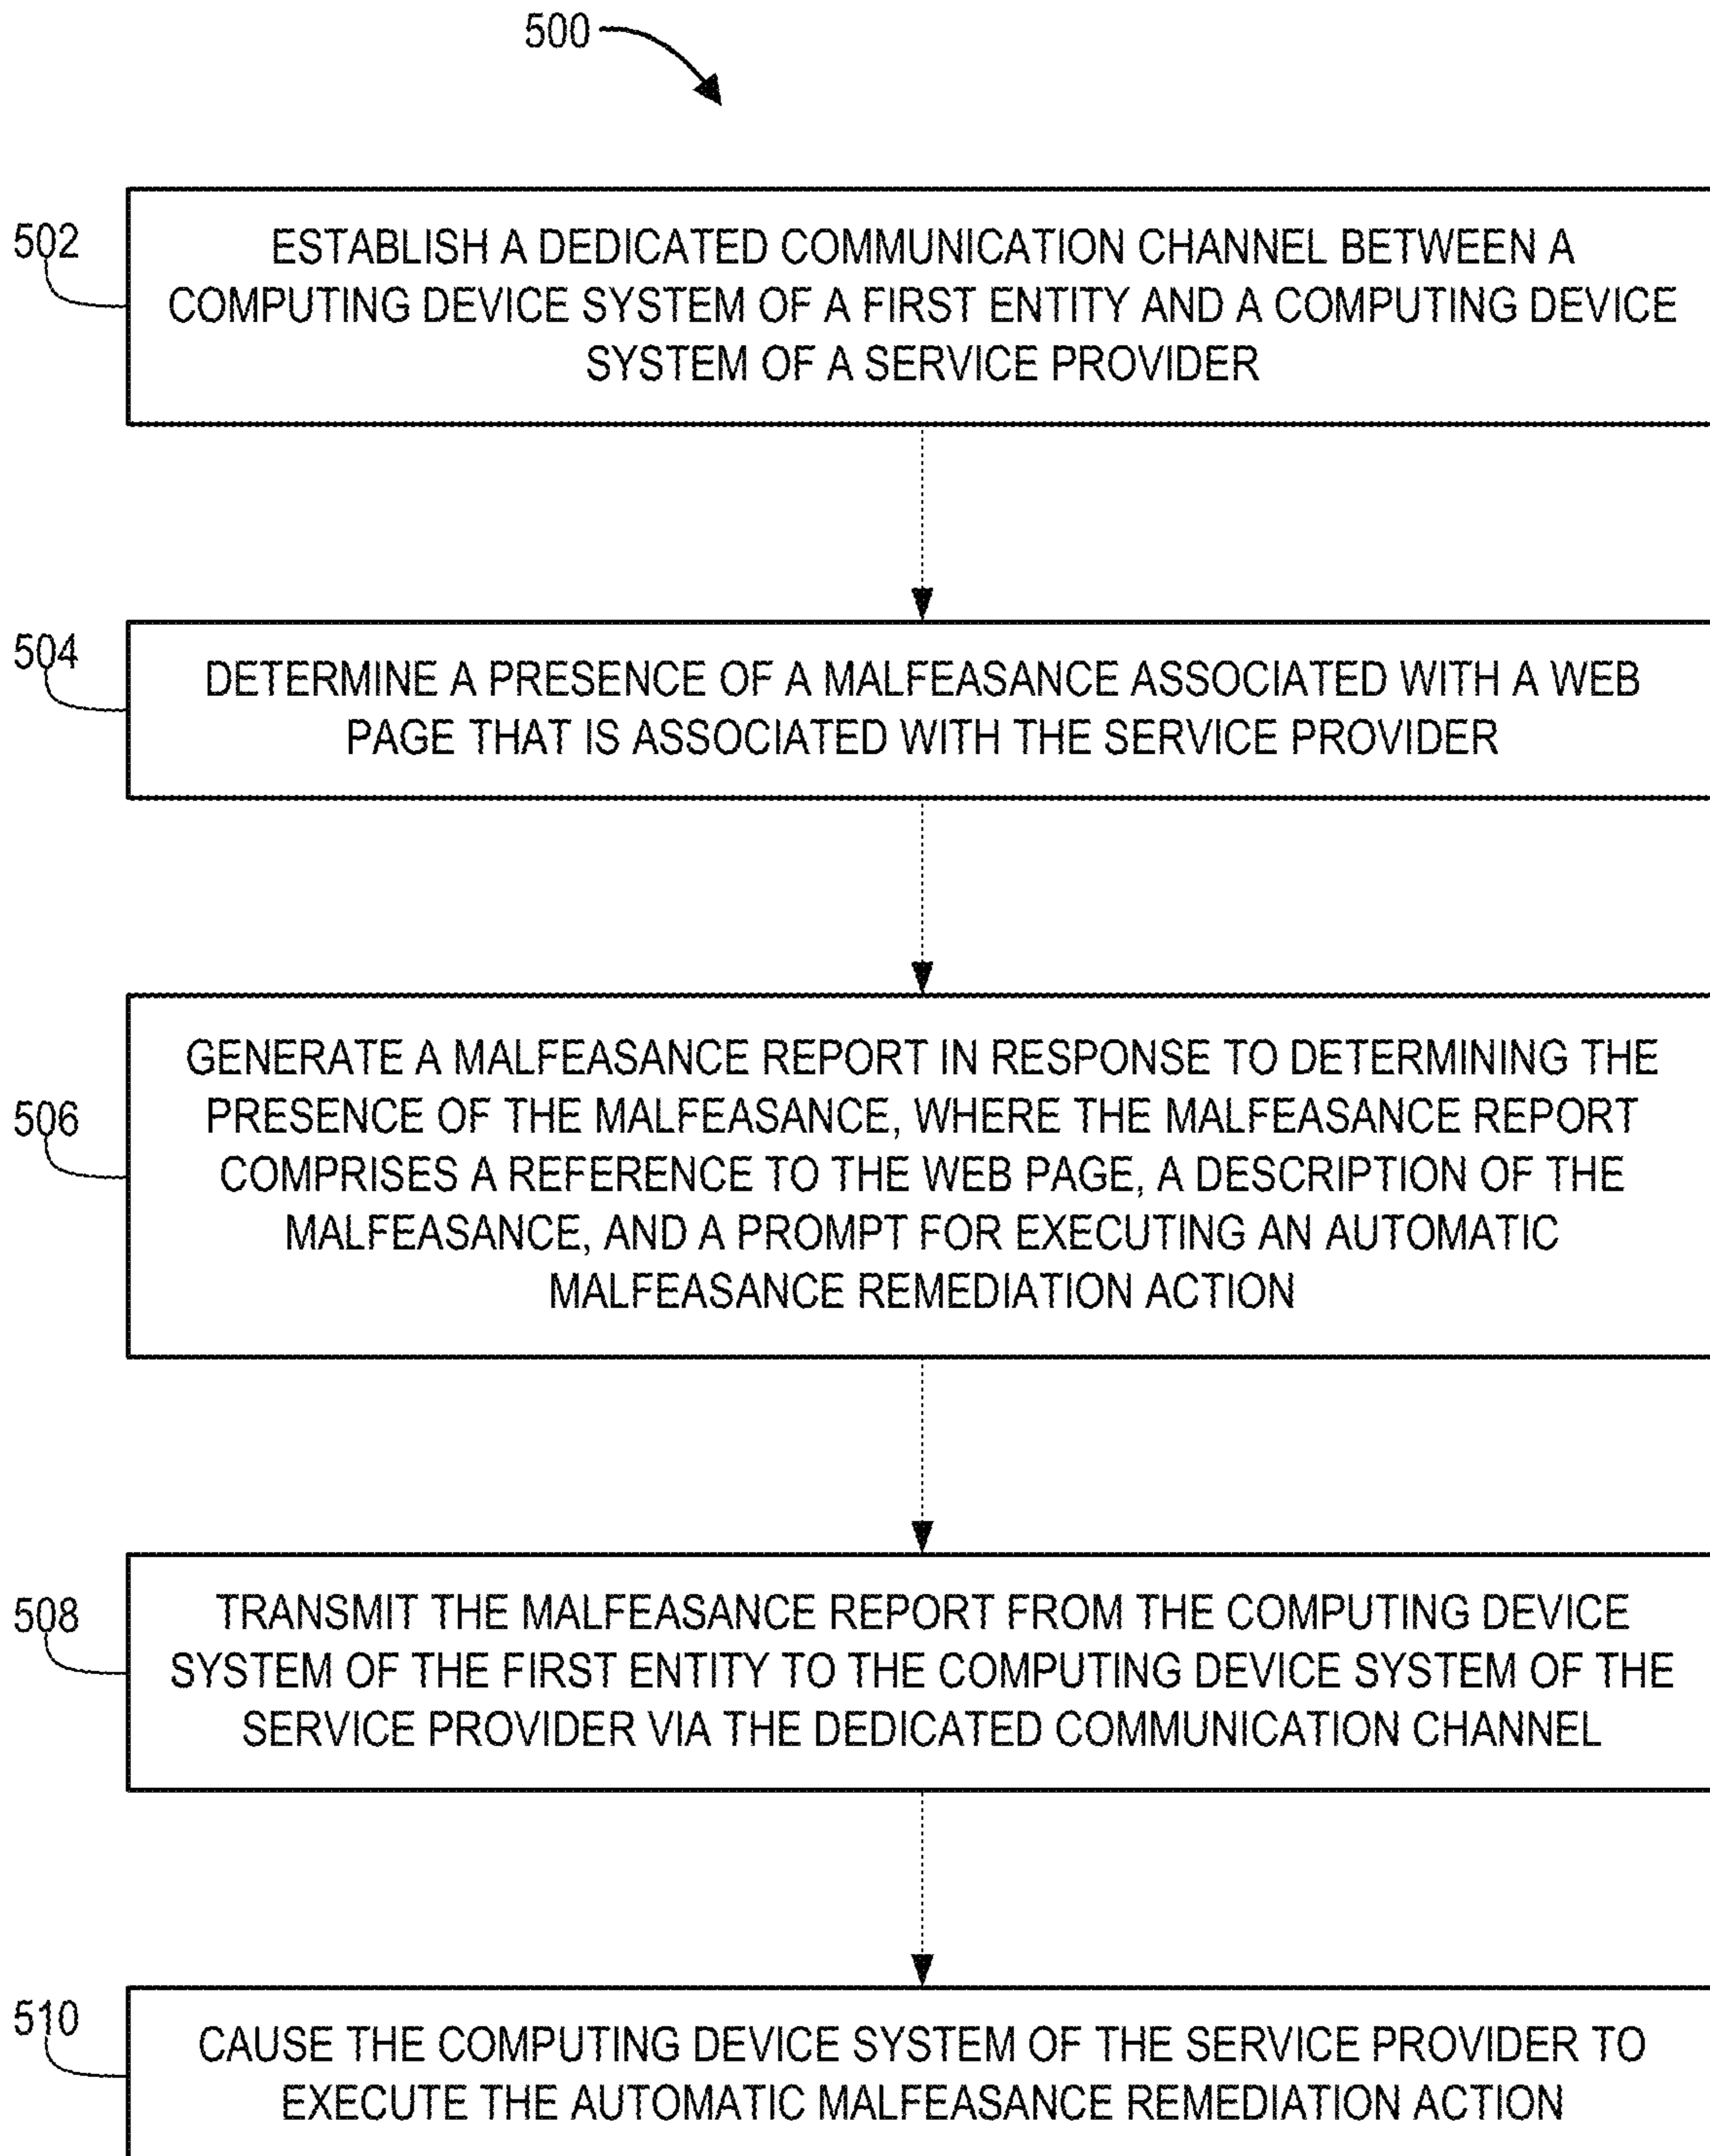 500
502
ESTABLISH A DEDICATED COMMUNICATION CHANNEL BETWEEN A
COMPUTING DEVICE SYSTEM OF A FIRST ENTITY AND A COMPUTING DEVICE
SYSTEM OF A SERVICE PROVIDER
504
DETERMINE A PRESENCE OF A MALFEASANCE ASSOCIATED WITH A WEB
PAGE THAT IS ASSOCIATED WITH THE SERVICE PROVIDER
506
GENERATE A MALFEASANCE REPORT IN RESPONSE TO DETERMINING THE
PRESENCE OF THE MALFEASANCE, WHERE THE MALFEASANCE REPORT
COMPRISES A REFERENCE TO THE WEB PAGE, A DESCRIPTION OF THE
MALFEASANCE, AND A PROMPT FOR EXECUTING AN AUTOMATIC
MALFEASANCE REMEDIATION ACTION
508
TRANSMIT THE MALFEASANCE REPORT FROM THE COMPUTING DEVICE
SYSTEM OF THE FIRST ENTITY TO THE COMPUTING DEVICE SYSTEM OF THE
SERVICE PROVIDER VIA THE DEDICATED COMMUNICATION CHANNEL
510
CAUSE THE COMPUTING DEVICE SYSTEM OF THE SERVICE PROVIDER TO
EXECUTE THE AUTOMATIC MALFEASANCE REMEDIATION ACTION